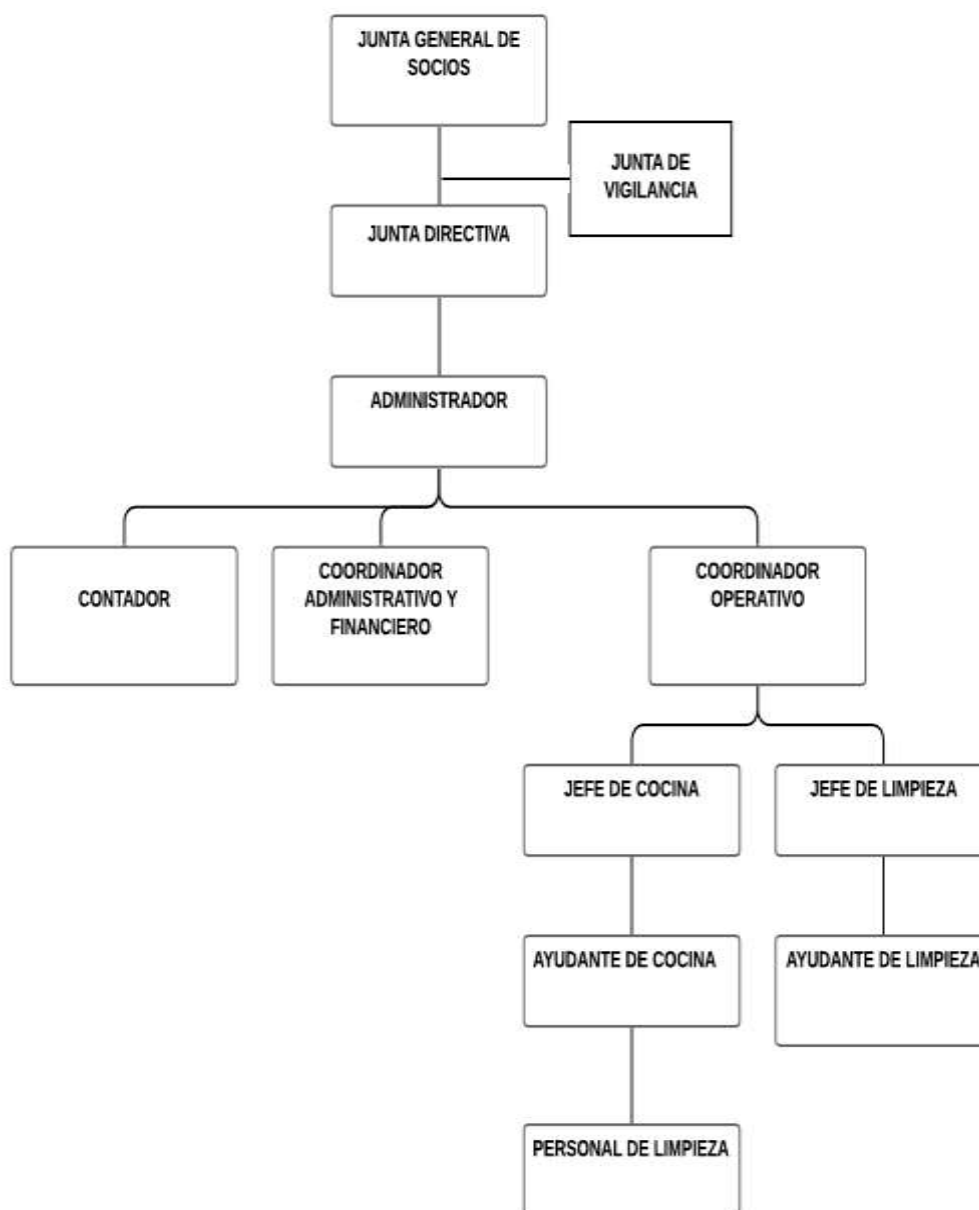 JUNTA GENERAL DE
SOCIOS
JUNTA DE
VIGILANCIA
JUNTA DIRECTIVA
ADMINISTRADOR
CONTADOR
COORDINADOR
ADMINISTRATIVO Y
FINANCIERO
COORDINADOR
OPERATIVO
JEFE DE COCINA
JEFE DE LIMPIEZA
AYUDANTE DE COCINA
AYUDANTE DE LIMPIEZA
PERSONAL DE LIMPIEZA